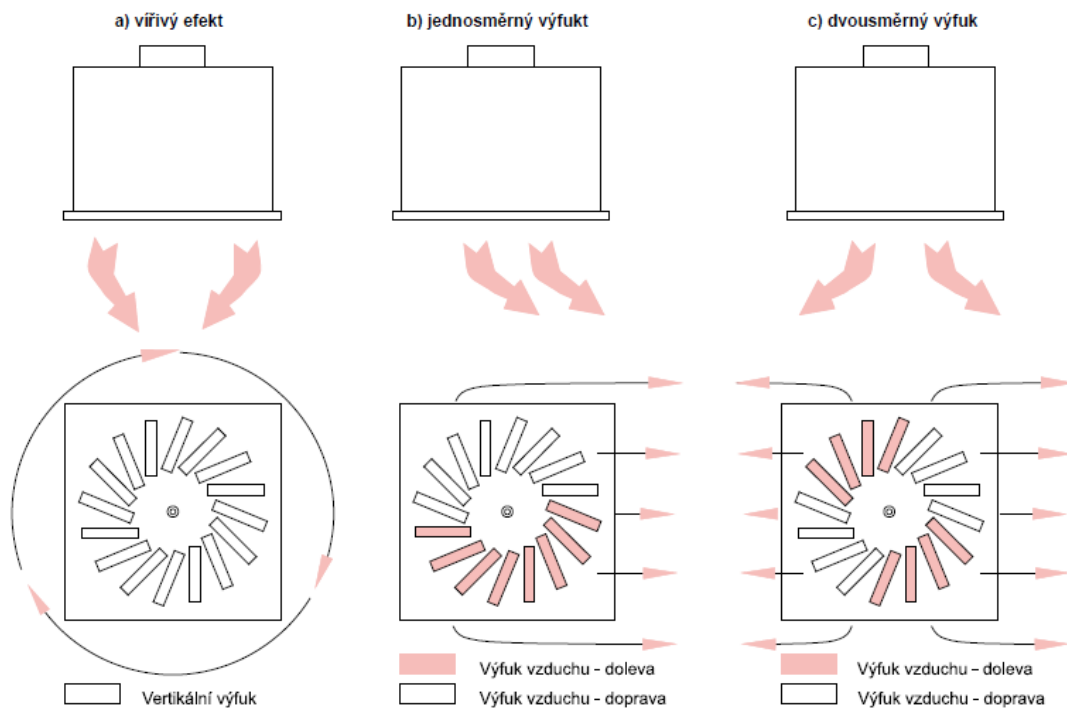 a) vířivý efekt
b) jednosměrný výfukt
c) dvousměrný výfuk
Vertikální výfuk
Výfuk vzduchu - doleva
Výfuk vzduchu - doprava
Výfuk vzduchu - doleva
Výfuk vzduchu - doprava